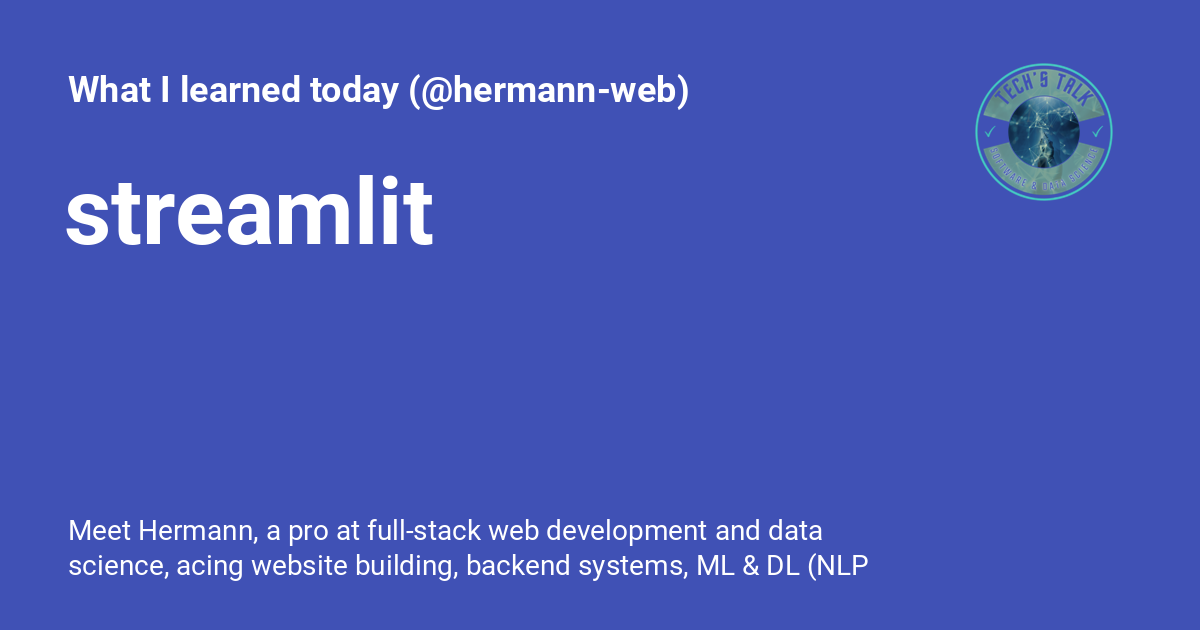 What I learned today (@hermann-web)
TECH'S TALK
SOFTWARE & DATA SCIENCE
streamlit
Meet Hermann, a pro at full-stack web development and data
science, acing website building, backend systems, ML & DL (NLP